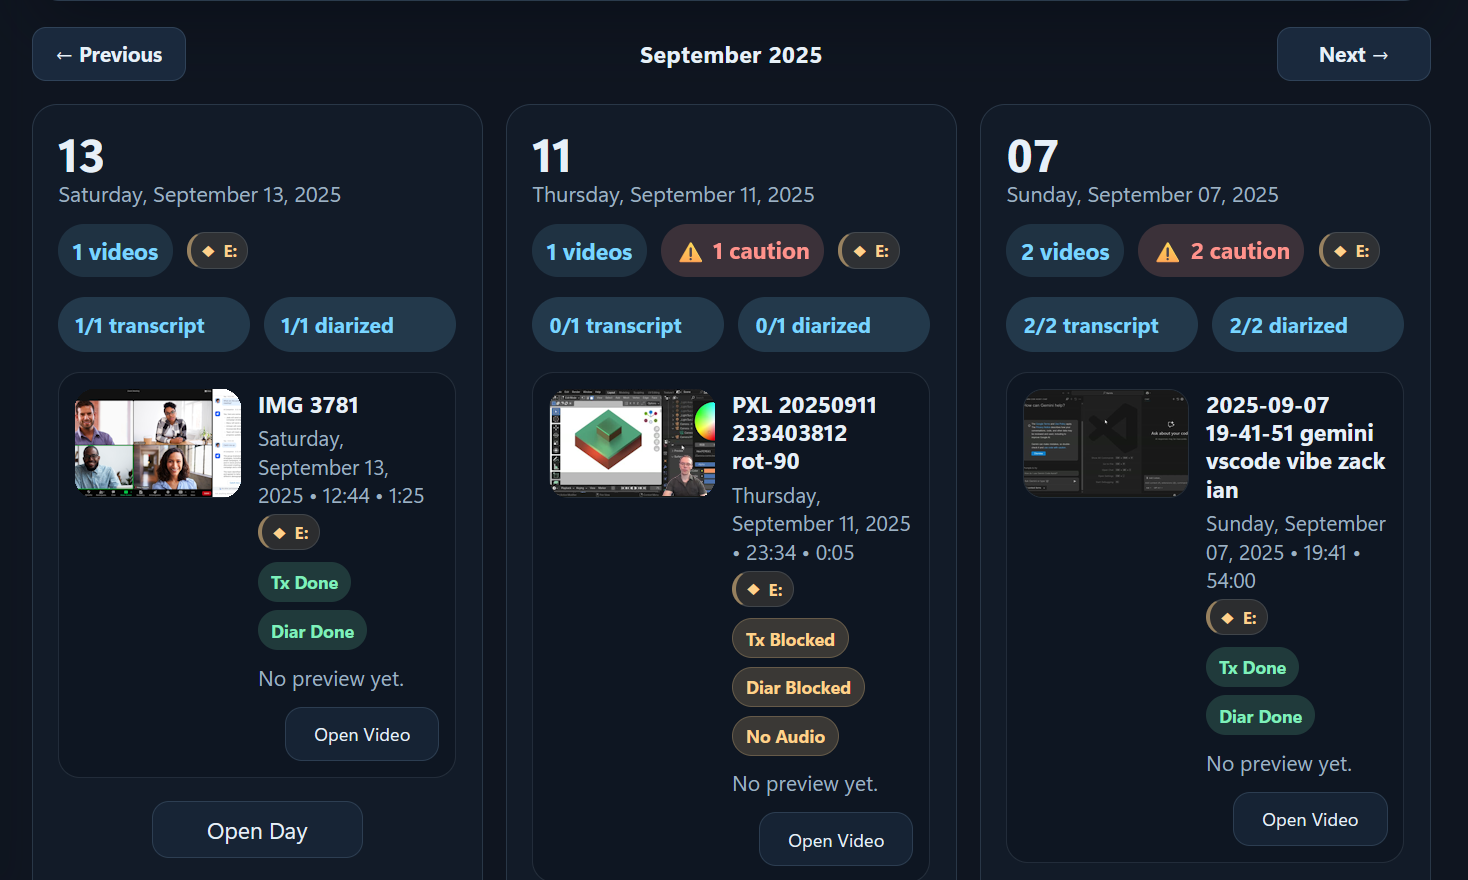 ← Previous
September 2025
Next →
13
Saturday, September 13, 2025
1 videos
◆ E:
1/1 transcript
1/1 diarized
IMG 3781
Saturday,
September 13,
2025 • 12:44 • 1:25
◆ E:
Tx Done
Diar Done
No preview yet.
Open Video
Open Day
11
Thursday, September 11, 2025
1 videos
⚠ 1 caution
◆ E:
0/1 transcript
0/1 diarized
PXL 20250911
233403812
rot-90
Thursday,
September 11, 2025
• 23:34 • 0:05
◆ E:
Tx Blocked
Diar Blocked
No Audio
No preview yet.
Open Video
07
Sunday, September 07, 2025
2 videos
⚠ 2 caution
◆ E:
2/2 transcript
2/2 diarized
2025-09-07
19-41-51 gemini
vscode vibe zack
ian
Sunday, September
07, 2025 • 19:41 •
54:00
◆ E:
Tx Done
Diar Done
No preview yet.
Open Video